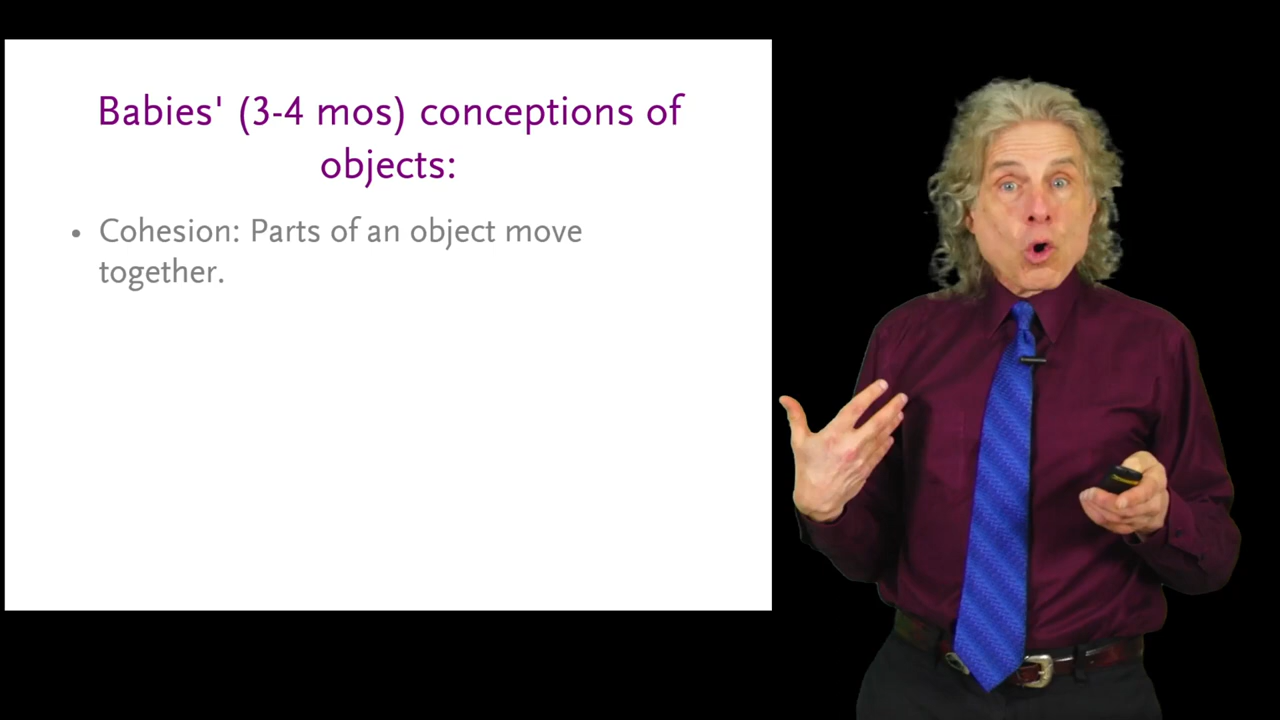 Babies' (3-4 mos) conceptions of
objects:
• Cohesion: Parts of an object move
together.